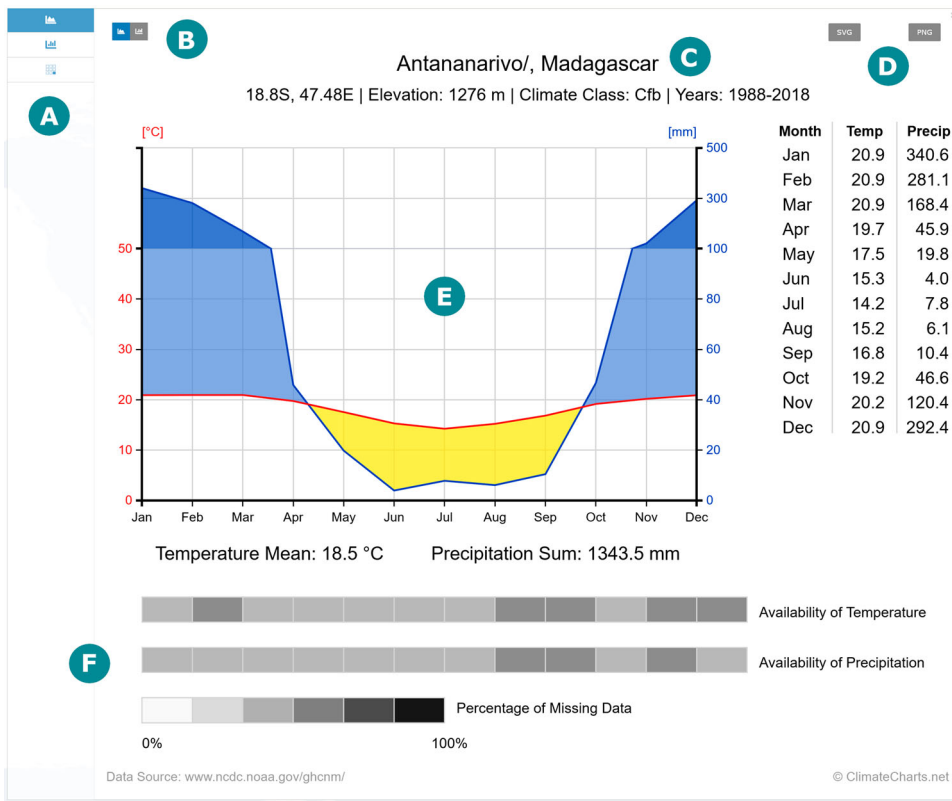 B
SVG
PNG
D
Antananarivo/, Madagascar
C
18.8S, 47.48E | Elevation: 1276 m | Climate Class: Cfb | Years: 1988-2018
A
[°C]
[mm]
500
300
100
80
60
40
20
0
50
40
30
20
10
0
E
Jan Feb Mar Apr May Jun Jul Aug Sep Oct Nov Dec
Month Temp Precip
Jan 20.9 340.6
Feb 20.9 281.1
Mar 20.9 168.4
Apr 19.7 45.9
May 17.5 19.8
Jun 15.3 4.0
Jul 14.2 7.8
Aug 15.2 6.1
Sep 16.8 10.4
Oct 19.2 46.6
Nov 20.2 120.4
Dec 20.9 292.4
Temperature Mean: 18.5 °C
Precipitation Sum: 1343.5 mm
Availability of Temperature
F
Availability of Precipitation
Percentage of Missing Data
0%
100%
Data Source: www.ncdc.noaa.gov/ghcnm/
© ClimateCharts.net